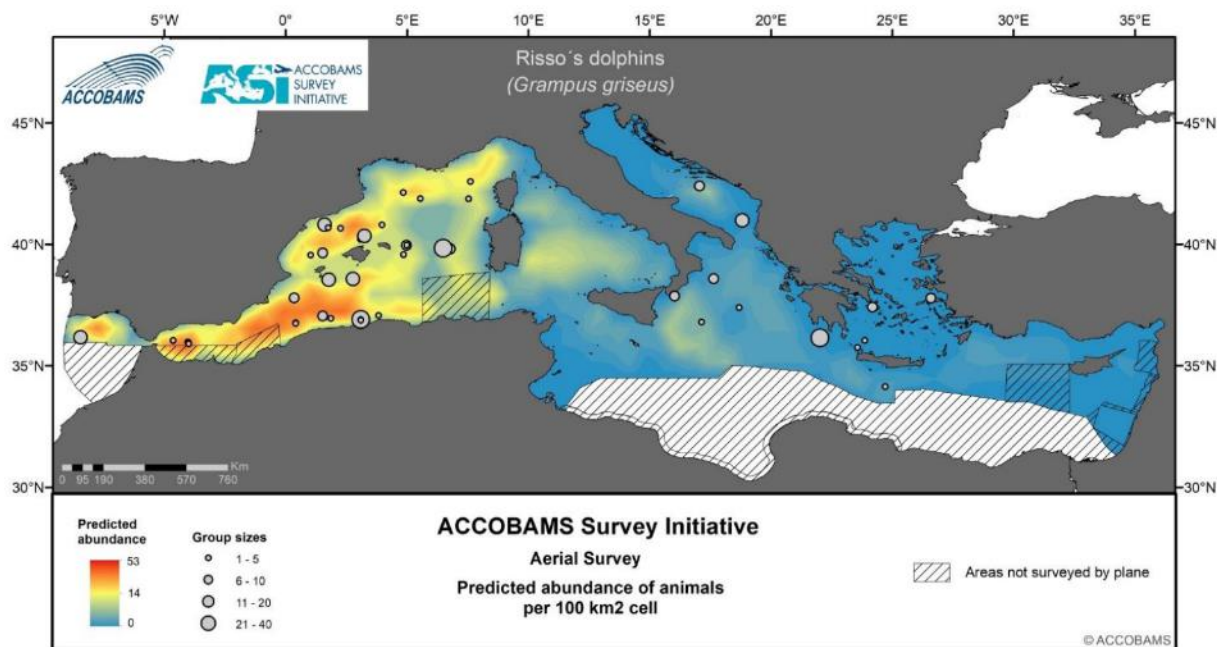 5°W 0° 5°E 10°E 15°E 20°E 25°E 30°E 35°E
ACCOBAMS
ASI ACCOBAMS
SURVEY
INITIATIVE
Risso´s dolphins
(Grampus griseus)
45°N 45°N
40°N 40°N
35°N 35°N
30°N 30°N
Km
0 95 190 380 570 760
Predicted
abundance
53
14
0
Group sizes
1 - 5
6 - 10
11 - 20
21 - 40
ACCOBAMS Survey Initiative
Aerial Survey
Predicted abundance of animals
per 100 km2 cell
Areas not surveyed by plane
© ACCOBAMS